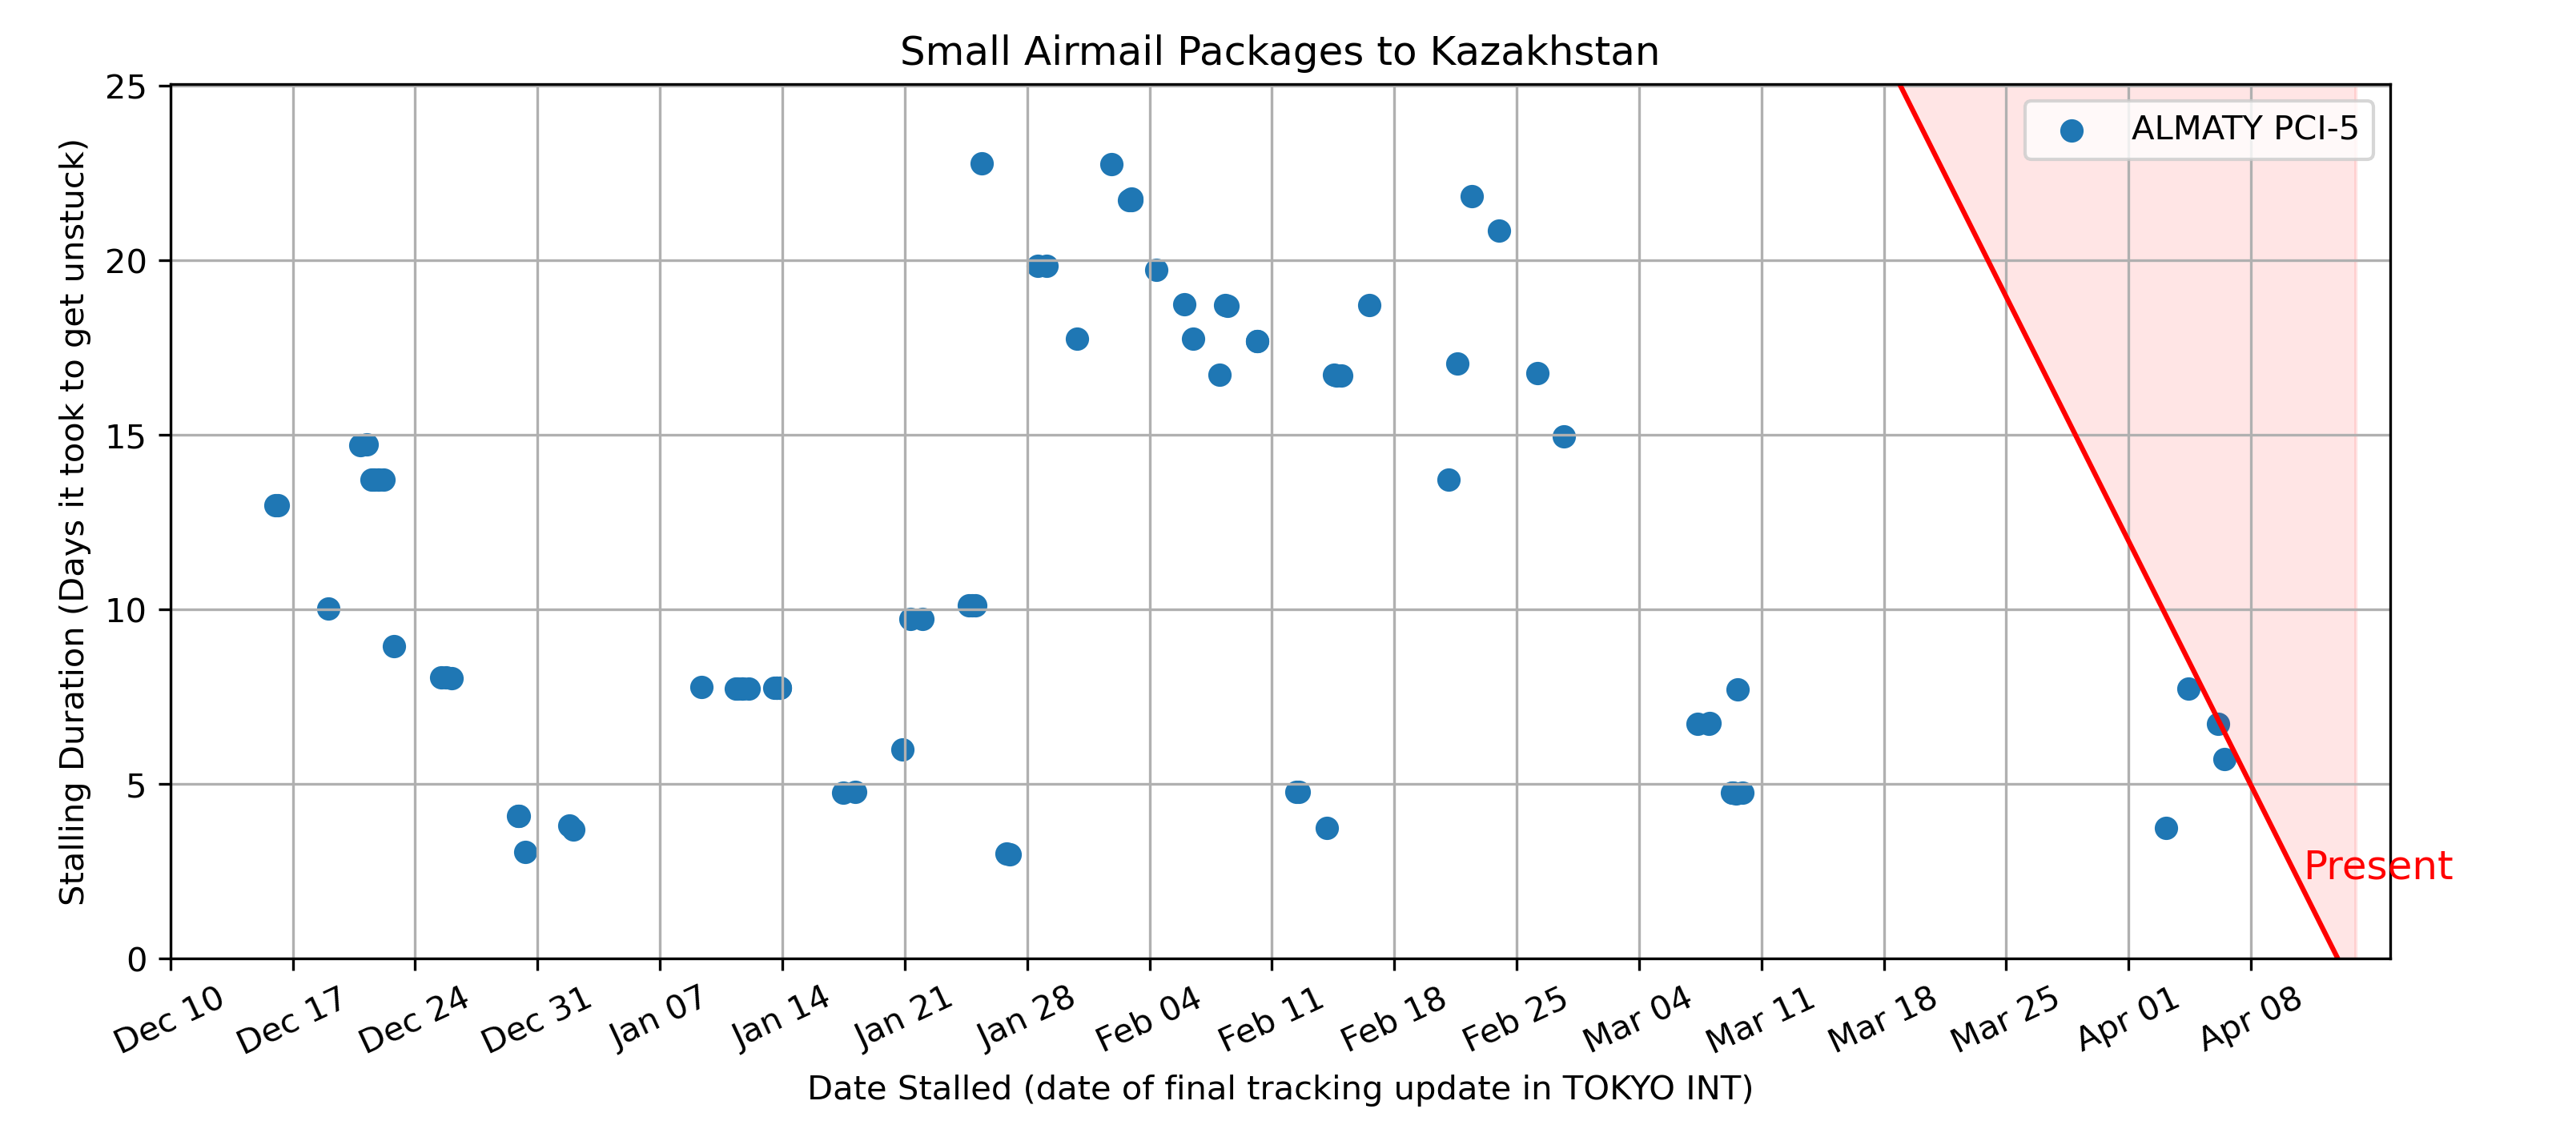 Small Airmail Packages to Kazakhstan
ALMATY PCI-5
Stalling Duration (Days it took to get unstuck)
25
20
15
10
5
0
Present
Dec 10
Dec 17
Dec 24
Dec 31
Jan 07
Jan 14
Jan 21
Jan 28
Feb 04
Feb 11
Feb 18
Feb 25
Mar 04
Mar 11
Mar 18
Mar 25
Apr 01
Apr 08
Date Stalled (date of final tracking update in TOKYO INT)